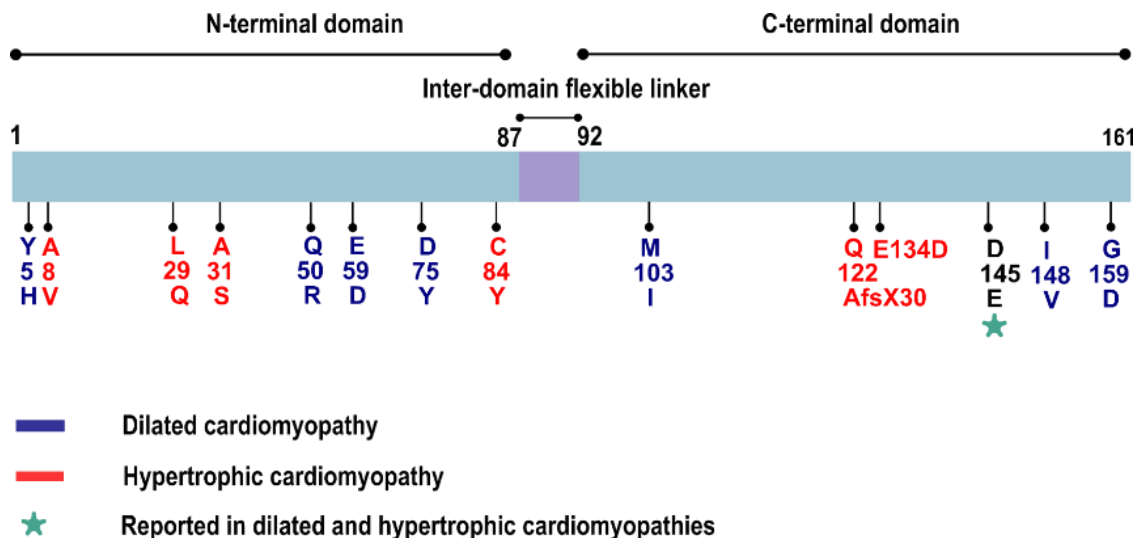 N-terminal domain C-terminal domain
Inter-domain flexible linker
1 87 92 161
Y A L A Q E D C M Q E134D D I G
5 8 29 31 50 59 75 84 103 122 145 148 159
H V Q S R D Y Y I AfsX30 E V D
Dilated cardiomyopathy
Hypertrophic cardiomyopathy
Reported in dilated and hypertrophic cardiomyopathies